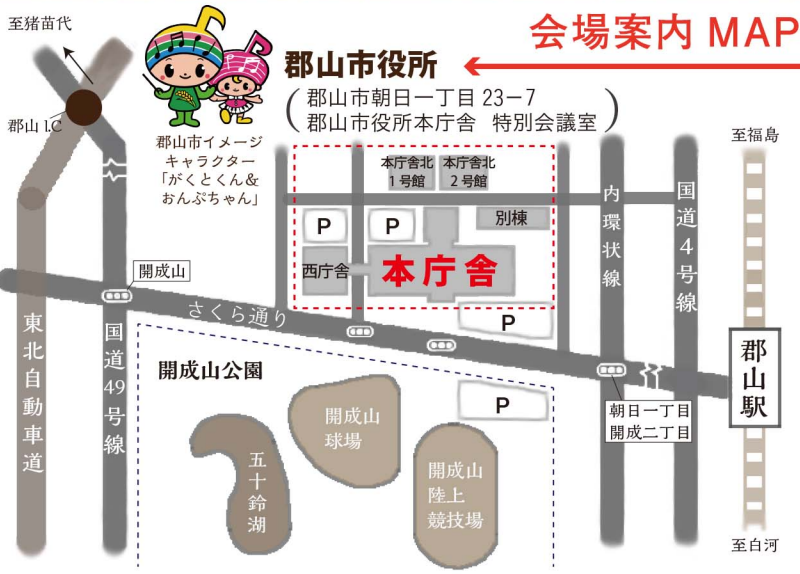 会場案内 MAP
至猪苗代
郡山I.C
郡山市イメージ
キャラクター
「がくとくん&
おんぷちゃん」
郡山市役所
郡山市朝日一丁目23−7
郡山市役所本庁舎 特別会議室
本庁舎北
1号館
本庁舎北
2号館
P
P
別棟
西庁舎
本庁舎
P
内環状線
国道4号線
至福島
開成山
さくら通り
東北自動車道
国道49号線
開成山公園
P
朝日一丁目
開成二丁目
郡山駅
開成山
球場
五十鈴湖
開成山
陸上
競技場
至白河